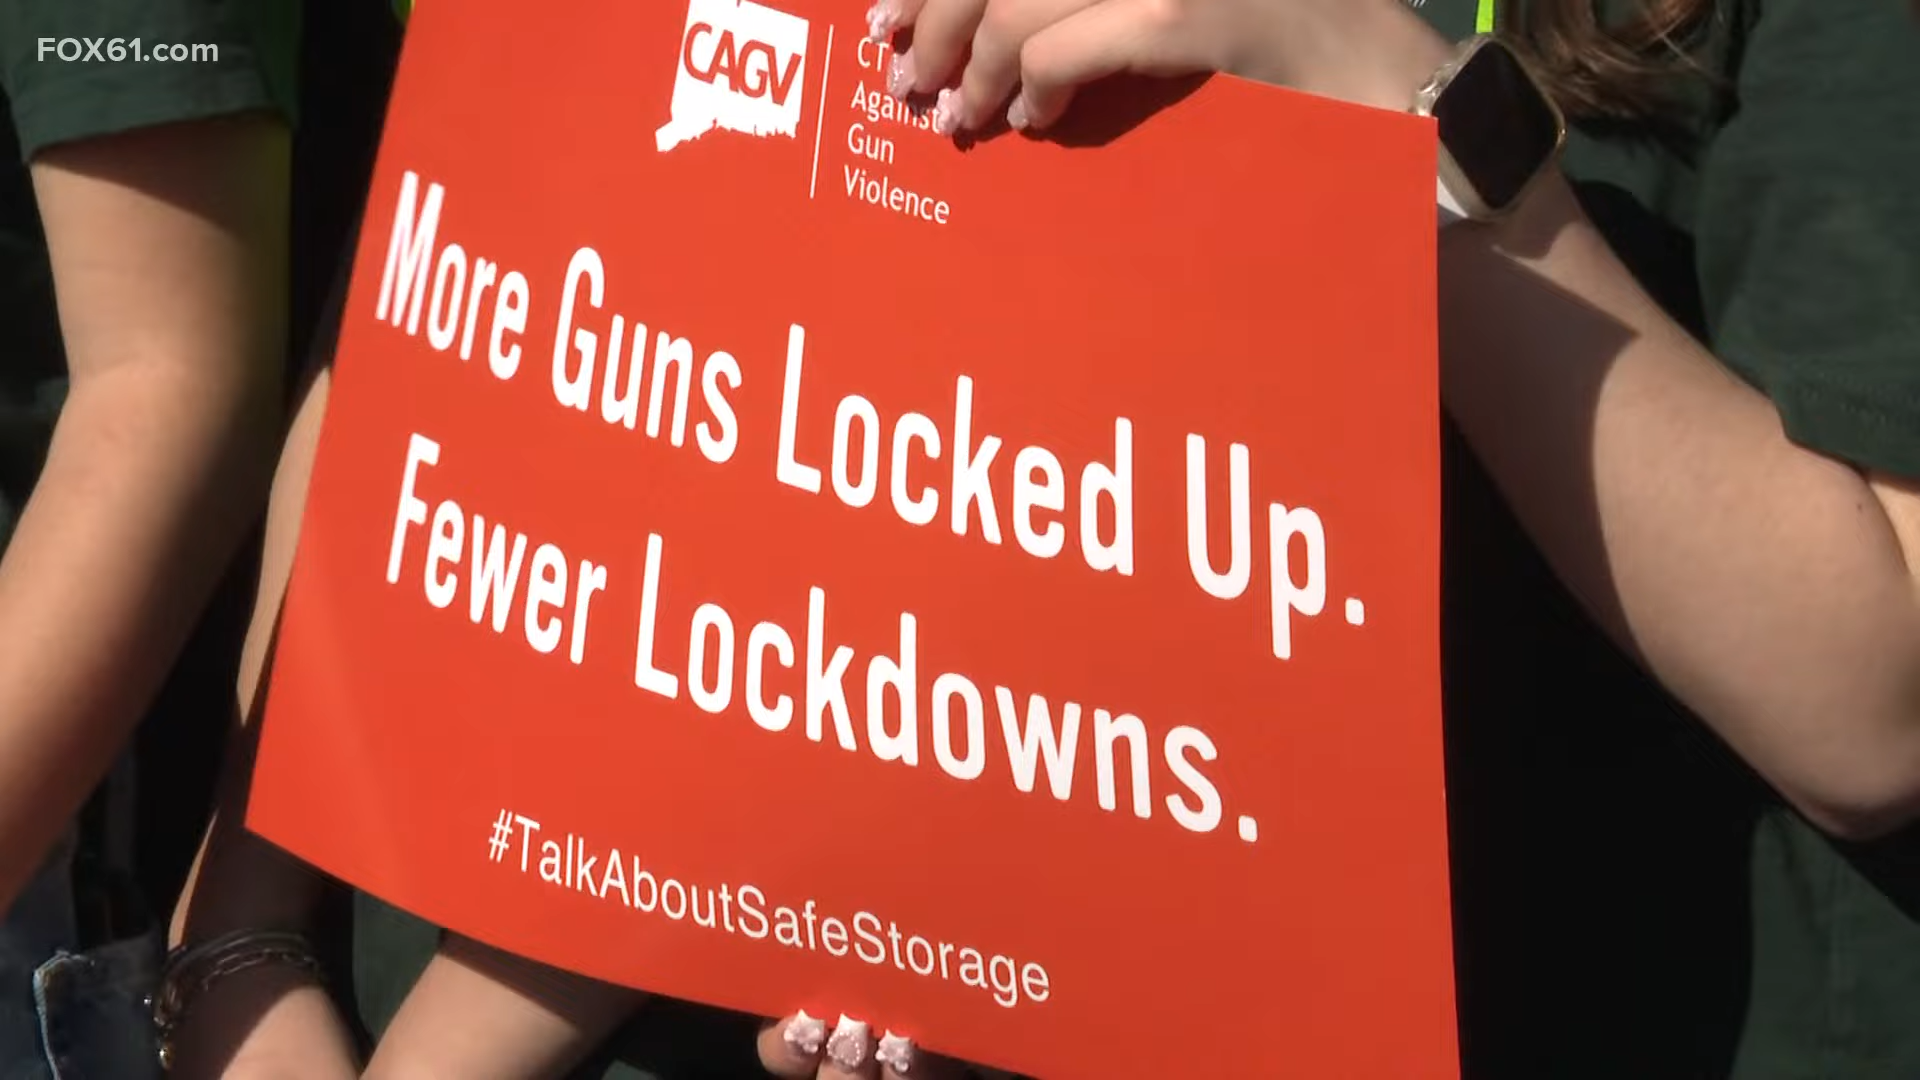 FOX61.com
CAGV
CT
Against
Gun
Violence
More Guns Locked Up.
Fewer Lockdowns.
#TalkAboutSafeStorage